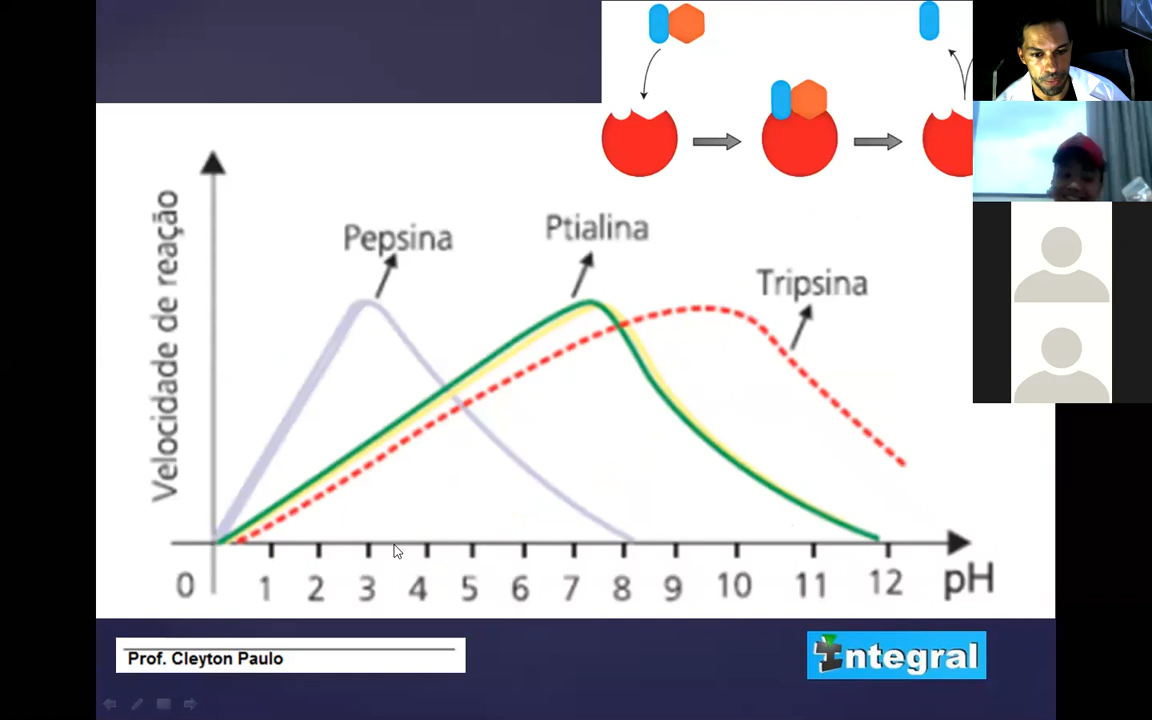 Velocidade de reação
Pepsina
Ptialina
Tripsina
0 1 2 3 4 5 6 7 8 9 10 11 12 pH
Prof. Cleyton Paulo
Integral